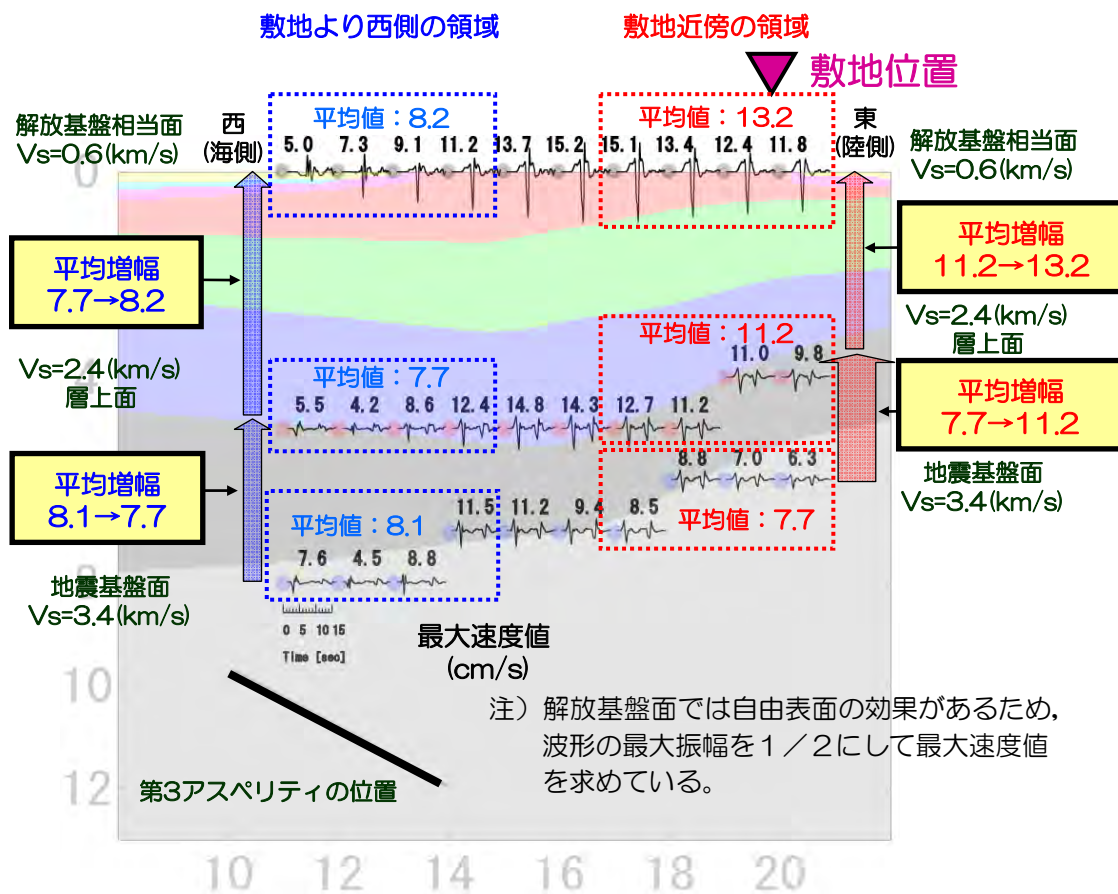 敷地より西側の領域
敷地近傍の領域
敷地位置
解放基盤相当面
Vs=0.6(km/s)
西
(海側)
平均値：8.2
平均値：13.2
東
(陸側)
解放基盤相当面
Vs=0.6(km/s)
5.0 7.3 9.1 11.2 13.7 15.2 15.1 13.4 12.4 11.8
0
平均増幅
7.7→8.2
平均増幅
11.2→13.2
Vs=2.4(km/s)
層上面
Vs=2.4(km/s)
層上面
4
平均値：7.7
平均値：11.2
11.0 9.8
5.5 4.2 8.6 12.4 14.8 14.3 12.7 11.2
平均増幅
7.7→11.2
平均増幅
8.1→7.7
8.8 7.0 6.3
地震基盤面
Vs=3.4(km/s)
平均値：8.1
11.5 11.2 9.4 8.5
平均値：7.7
7.6 4.5 8.8
地震基盤面
Vs=3.4(km/s)
0 5 10 15
Time [sec]
最大速度値
(cm/s)
10
注）解放基盤面では自由表面の効果があるため，
波形の最大振幅を１／２にして最大速度値
を求めている。
12
第3アスペリティの位置
10 12 14 16 18 20